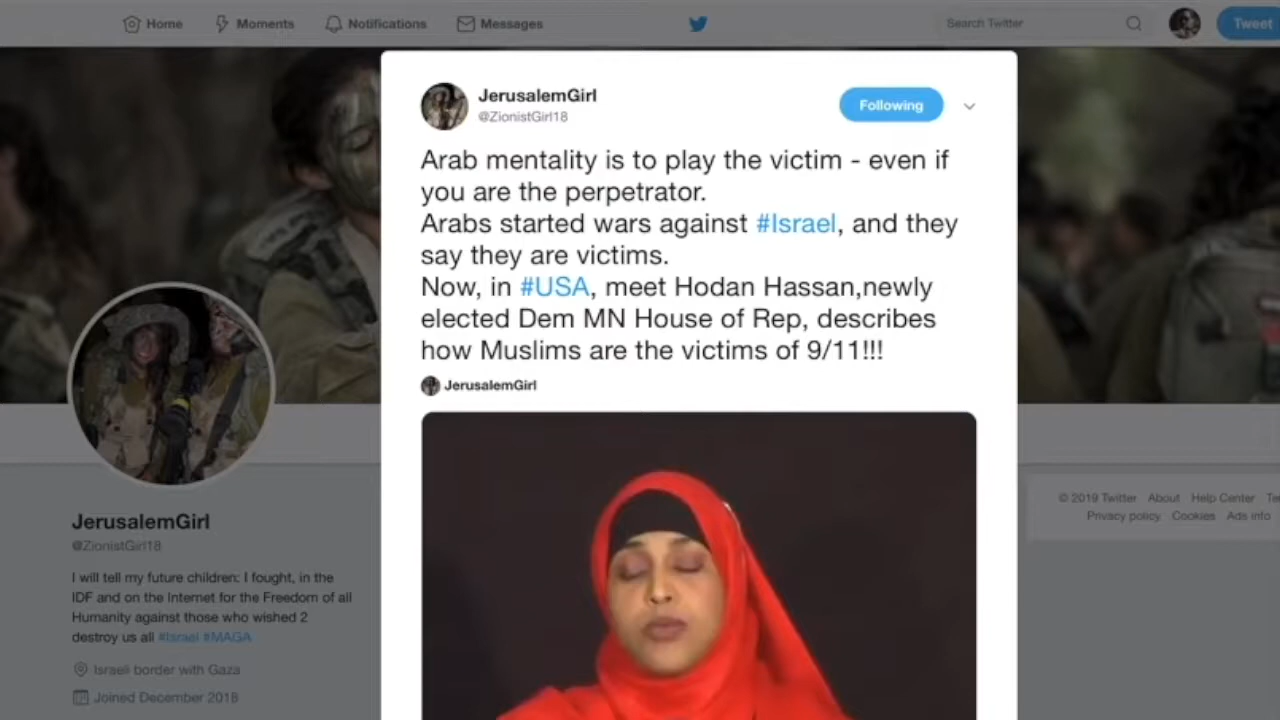 Home Moments Notifications Messages Search Twitter Tweet
JerusalemGirl
@ZionistGirl18
Following
Arab mentality is to play the victim - even if
you are the perpetrator.
Arabs started wars against #Israel, and they
say they are victims.
Now, in #USA, meet Hodan Hassan,newly
elected Dem MN House of Rep, describes
how Muslims are the victims of 9/11!!!
JerusalemGirl
JerusalemGirl
@ZionistGirl18
I will tell my future children: I fought, in the
IDF and on the Internet for the Freedom of all
Humanity against those who wished 2
destroy us all #Israel #MAGA
Israeli border with Gaza
Joined December 2018
© 2019 Twitter About Help Center
Privacy policy Cookies Ads info